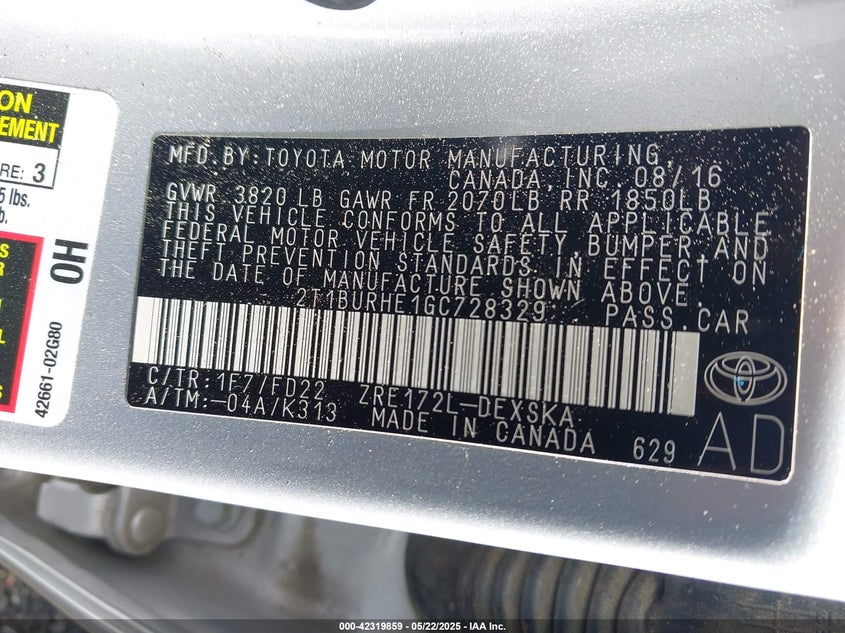 ON
EMENT
RE: 3
5 lbs.
b.
S
R
L
S
OH
42661-02G80
MFD. BY: TOYOTA MOTOR MANUFACTURING,
CANADA, INC. 08/16
GVWR 3820 LB GAWR FR 2070LB RR 1850LB
THIS VEHICLE CONFORMS TO ALL APPLICABLE
FEDERAL MOTOR VEHICLE SAFETY, BUMPER, AND
THEFT PREVENTION STANDARDS IN EFFECT ON
THE DATE OF MANUFACTURE SHOWN ABOVE.
2T1BURHE1GC728329 PASS.CAR
C/TR: 1F7/FD22 ZRE172L-DEXSKA
A/TM: -04A/K313 MADE IN CANADA 629
AD
000-42319859 - 05/22/2025 - IAA Inc.